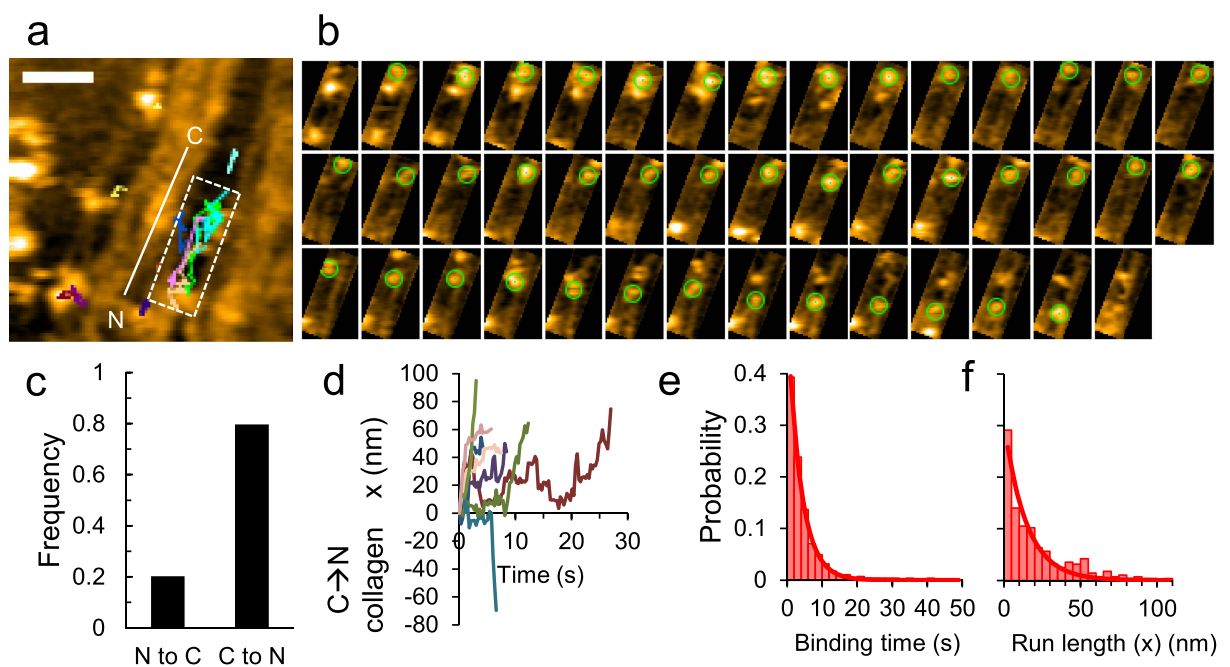 a
b
C
N
c
Frequency
1
0.8
0.6
0.4
0.2
0
N to C
C to N
d
C→N
collagen
x (nm)
100
80
60
40
20
0
-20
-40
-60
-80
0
10
20
30
Time (s)
e
Probability
0.4
0.3
0.2
0.1
0
0
10
20
30
40
50
Binding time (s)
f
0
50
100
Run length (x) (nm)